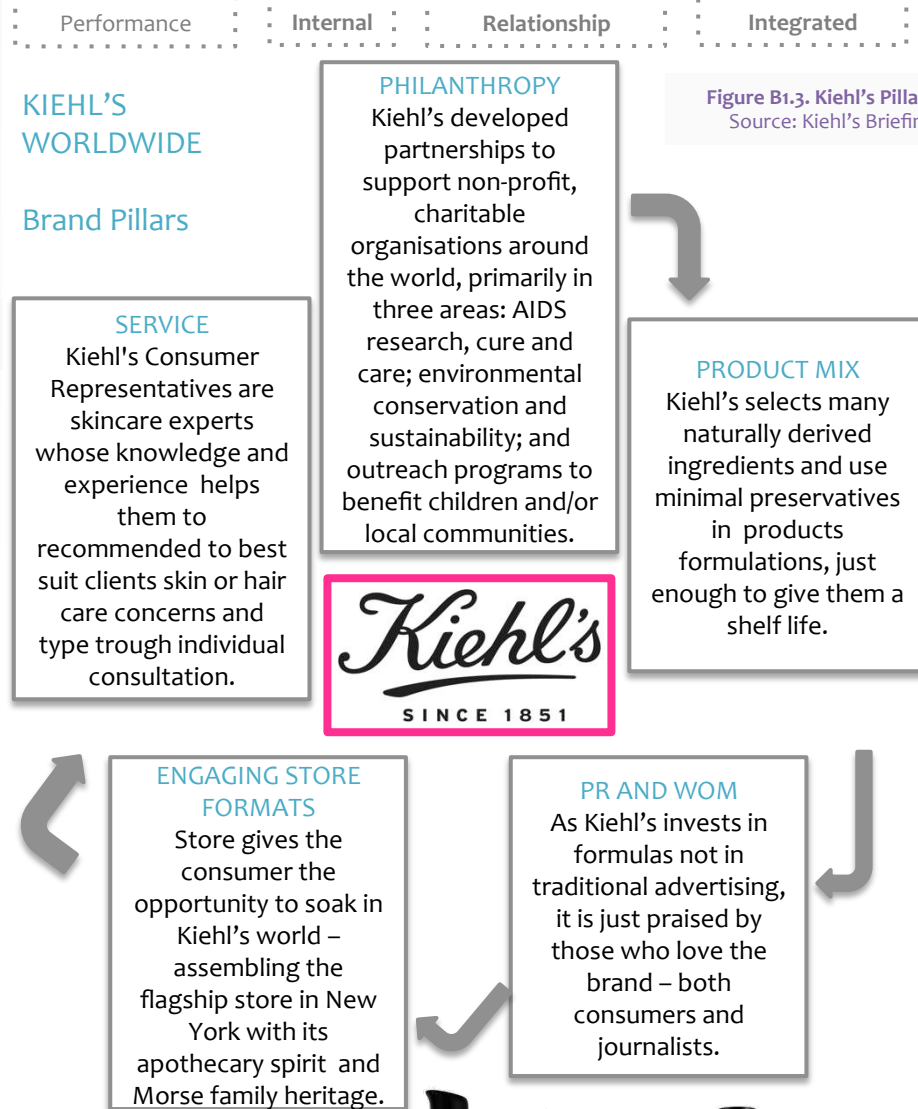 Performance
Internal
Relationship
Integrated
KIEHL'S
WORLDWIDE
Brand Pillars
Figure B1.3. Kiehl's Pilla
Source: Kiehl's Briefin
PHILANTHROPY
Kiehl's developed
partnerships to
support non-profit,
charitable
organisations around
the world, primarily in
three areas: AIDS
research, cure and
care; environmental
conservation and
sustainability; and
outreach programs to
benefit children and/or
local communities.
SERVICE
Kiehl's Consumer
Representatives are
skincare experts
whose knowledge and
experience helps
them to
recommended to best
suit clients skin or hair
care concerns and
type trough individual
consultation.
PRODUCT MIX
Kiehl's selects many
naturally derived
ingredients and use
minimal preservatives
in products
formulations, just
enough to give them a
shelf life.
Kiehl's
SINCE 1851
ENGAGING STORE
FORMATS
Store gives the
consumer the
opportunity to soak in
Kiehl's world –
assembling the
flagship store in New
York with its
apothecary spirit and
Morse family heritage.
PR AND WOM
As Kiehl's invests in
formulas not in
traditional advertising,
it is just praised by
those who love the
brand – both
consumers and
journalists.